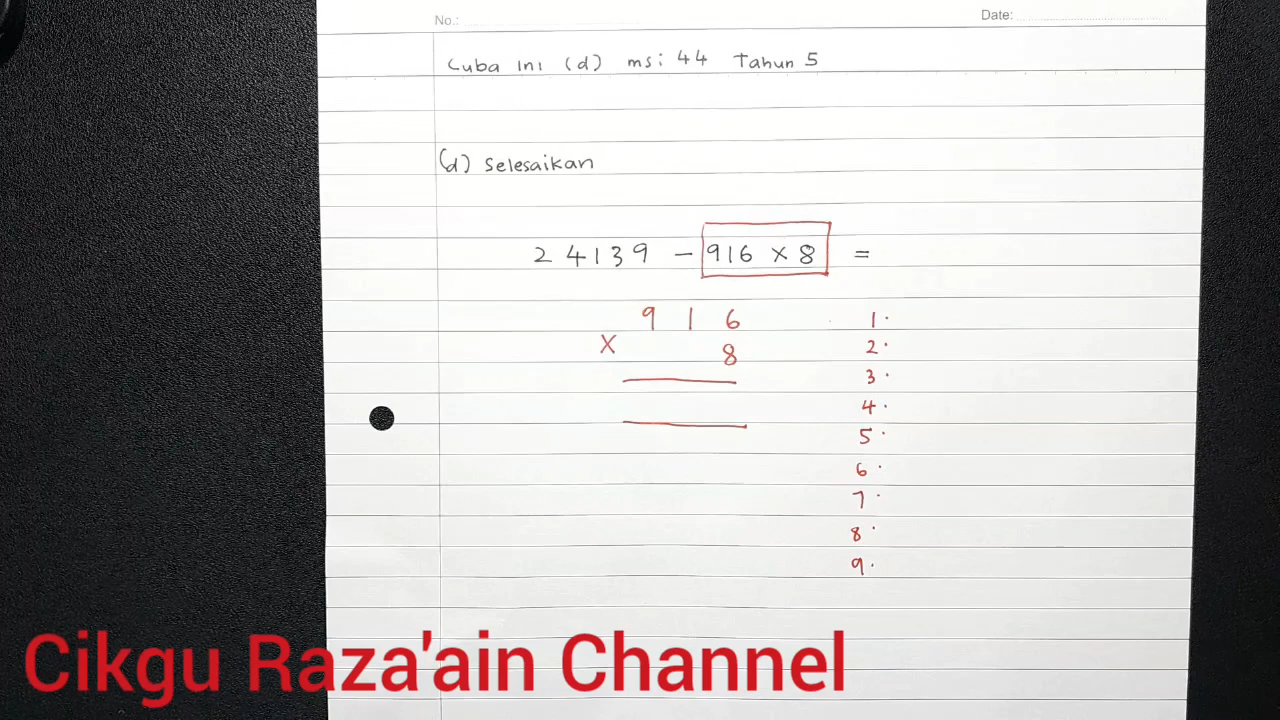 No.: Date:
Cuba Ini (d) ms: 44 Tahun 5
(d) Selesaikan
24139 - 916 × 8 =
9 1 6
× 8
1.
2.
3.
4.
5.
6.
7.
8.
9.
Cikgu Raza'ain Channel